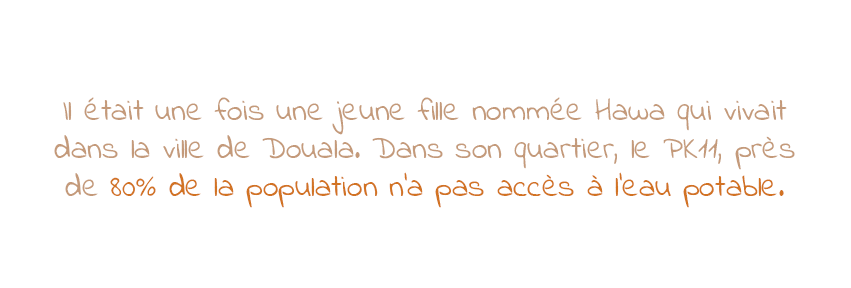 Il était une fois une jeune fille nommée Hawa qui vivait
dans la ville de Douala. Dans son quartier, le PK11, près
de 80% de la population n'a pas accès à l'eau potable.